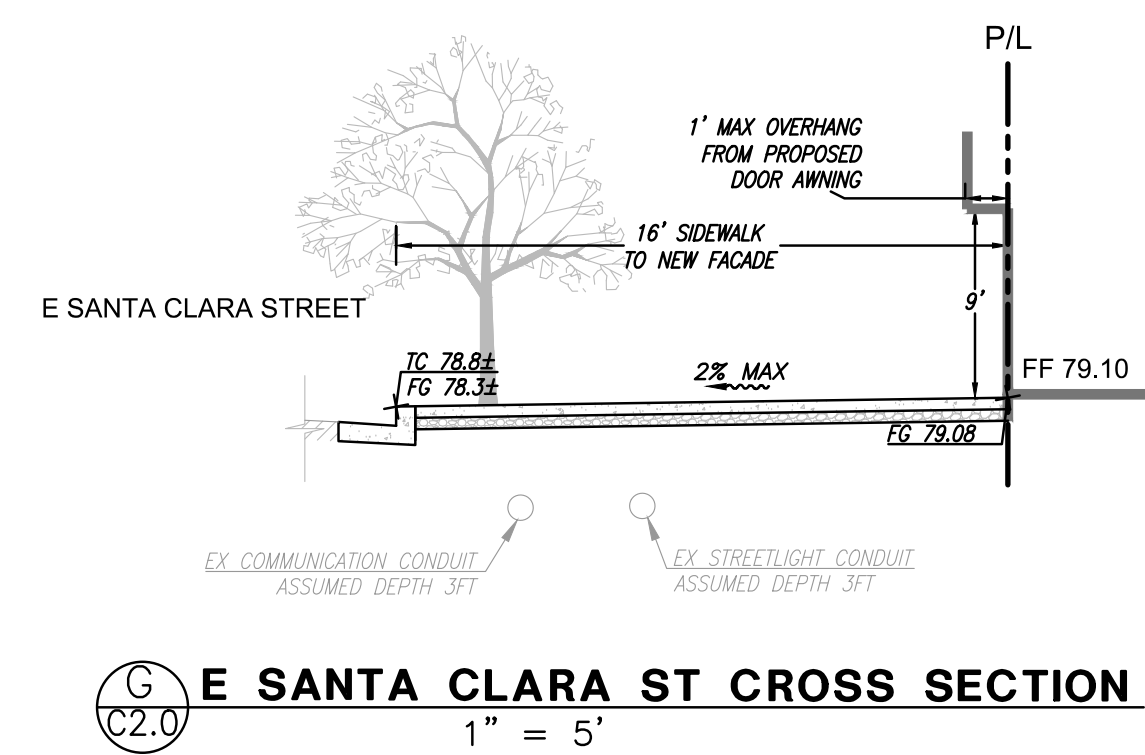 P/L
1' MAX OVERHANG
FROM PROPOSED
DOOR AWNING
16' SIDEWALK
TO NEW FACADE
9'
E SANTA CLARA STREET
TC 78.8±
FG 78.3±
2% MAX
FF 79.10
FG 79.08
EX COMMUNICATION CONDUIT
ASSUMED DEPTH 3FT
EX STREETLIGHT CONDUIT
ASSUMED DEPTH 3FT
G
C2.0
E SANTA CLARA ST CROSS SECTION
1" = 5'